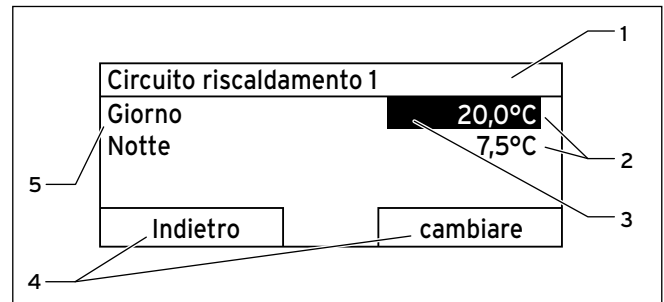 1
Circuito riscaldamento 1
Giorno 20,0°C
Notte 7,5°C
2
5
3
Indietro cambiare
4